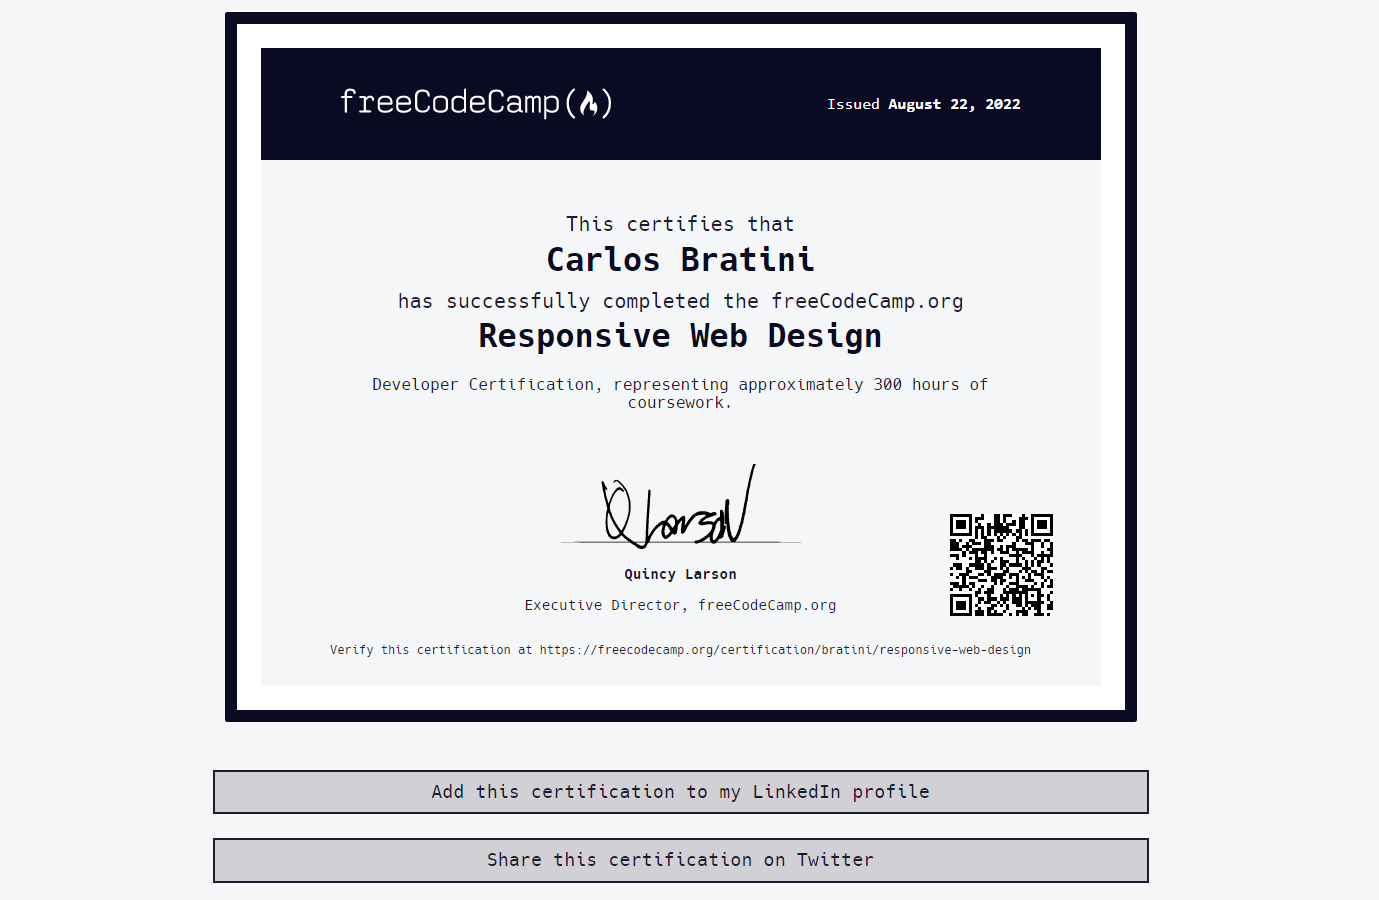 freeCodeCamp
Issued August 22, 2022
This certifies that
Carlos Bratini
has successfully completed the freeCodeCamp.org
Responsive Web Design
Developer Certification, representing approximately 300 hours of
coursework.
Q Larson
Quincy Larson
Executive Director, freeCodeCamp.org
Verify this certification at https://freecodecamp.org/certification/bratini/responsive-web-design
Add this certification to my LinkedIn profile
Share this certification on Twitter